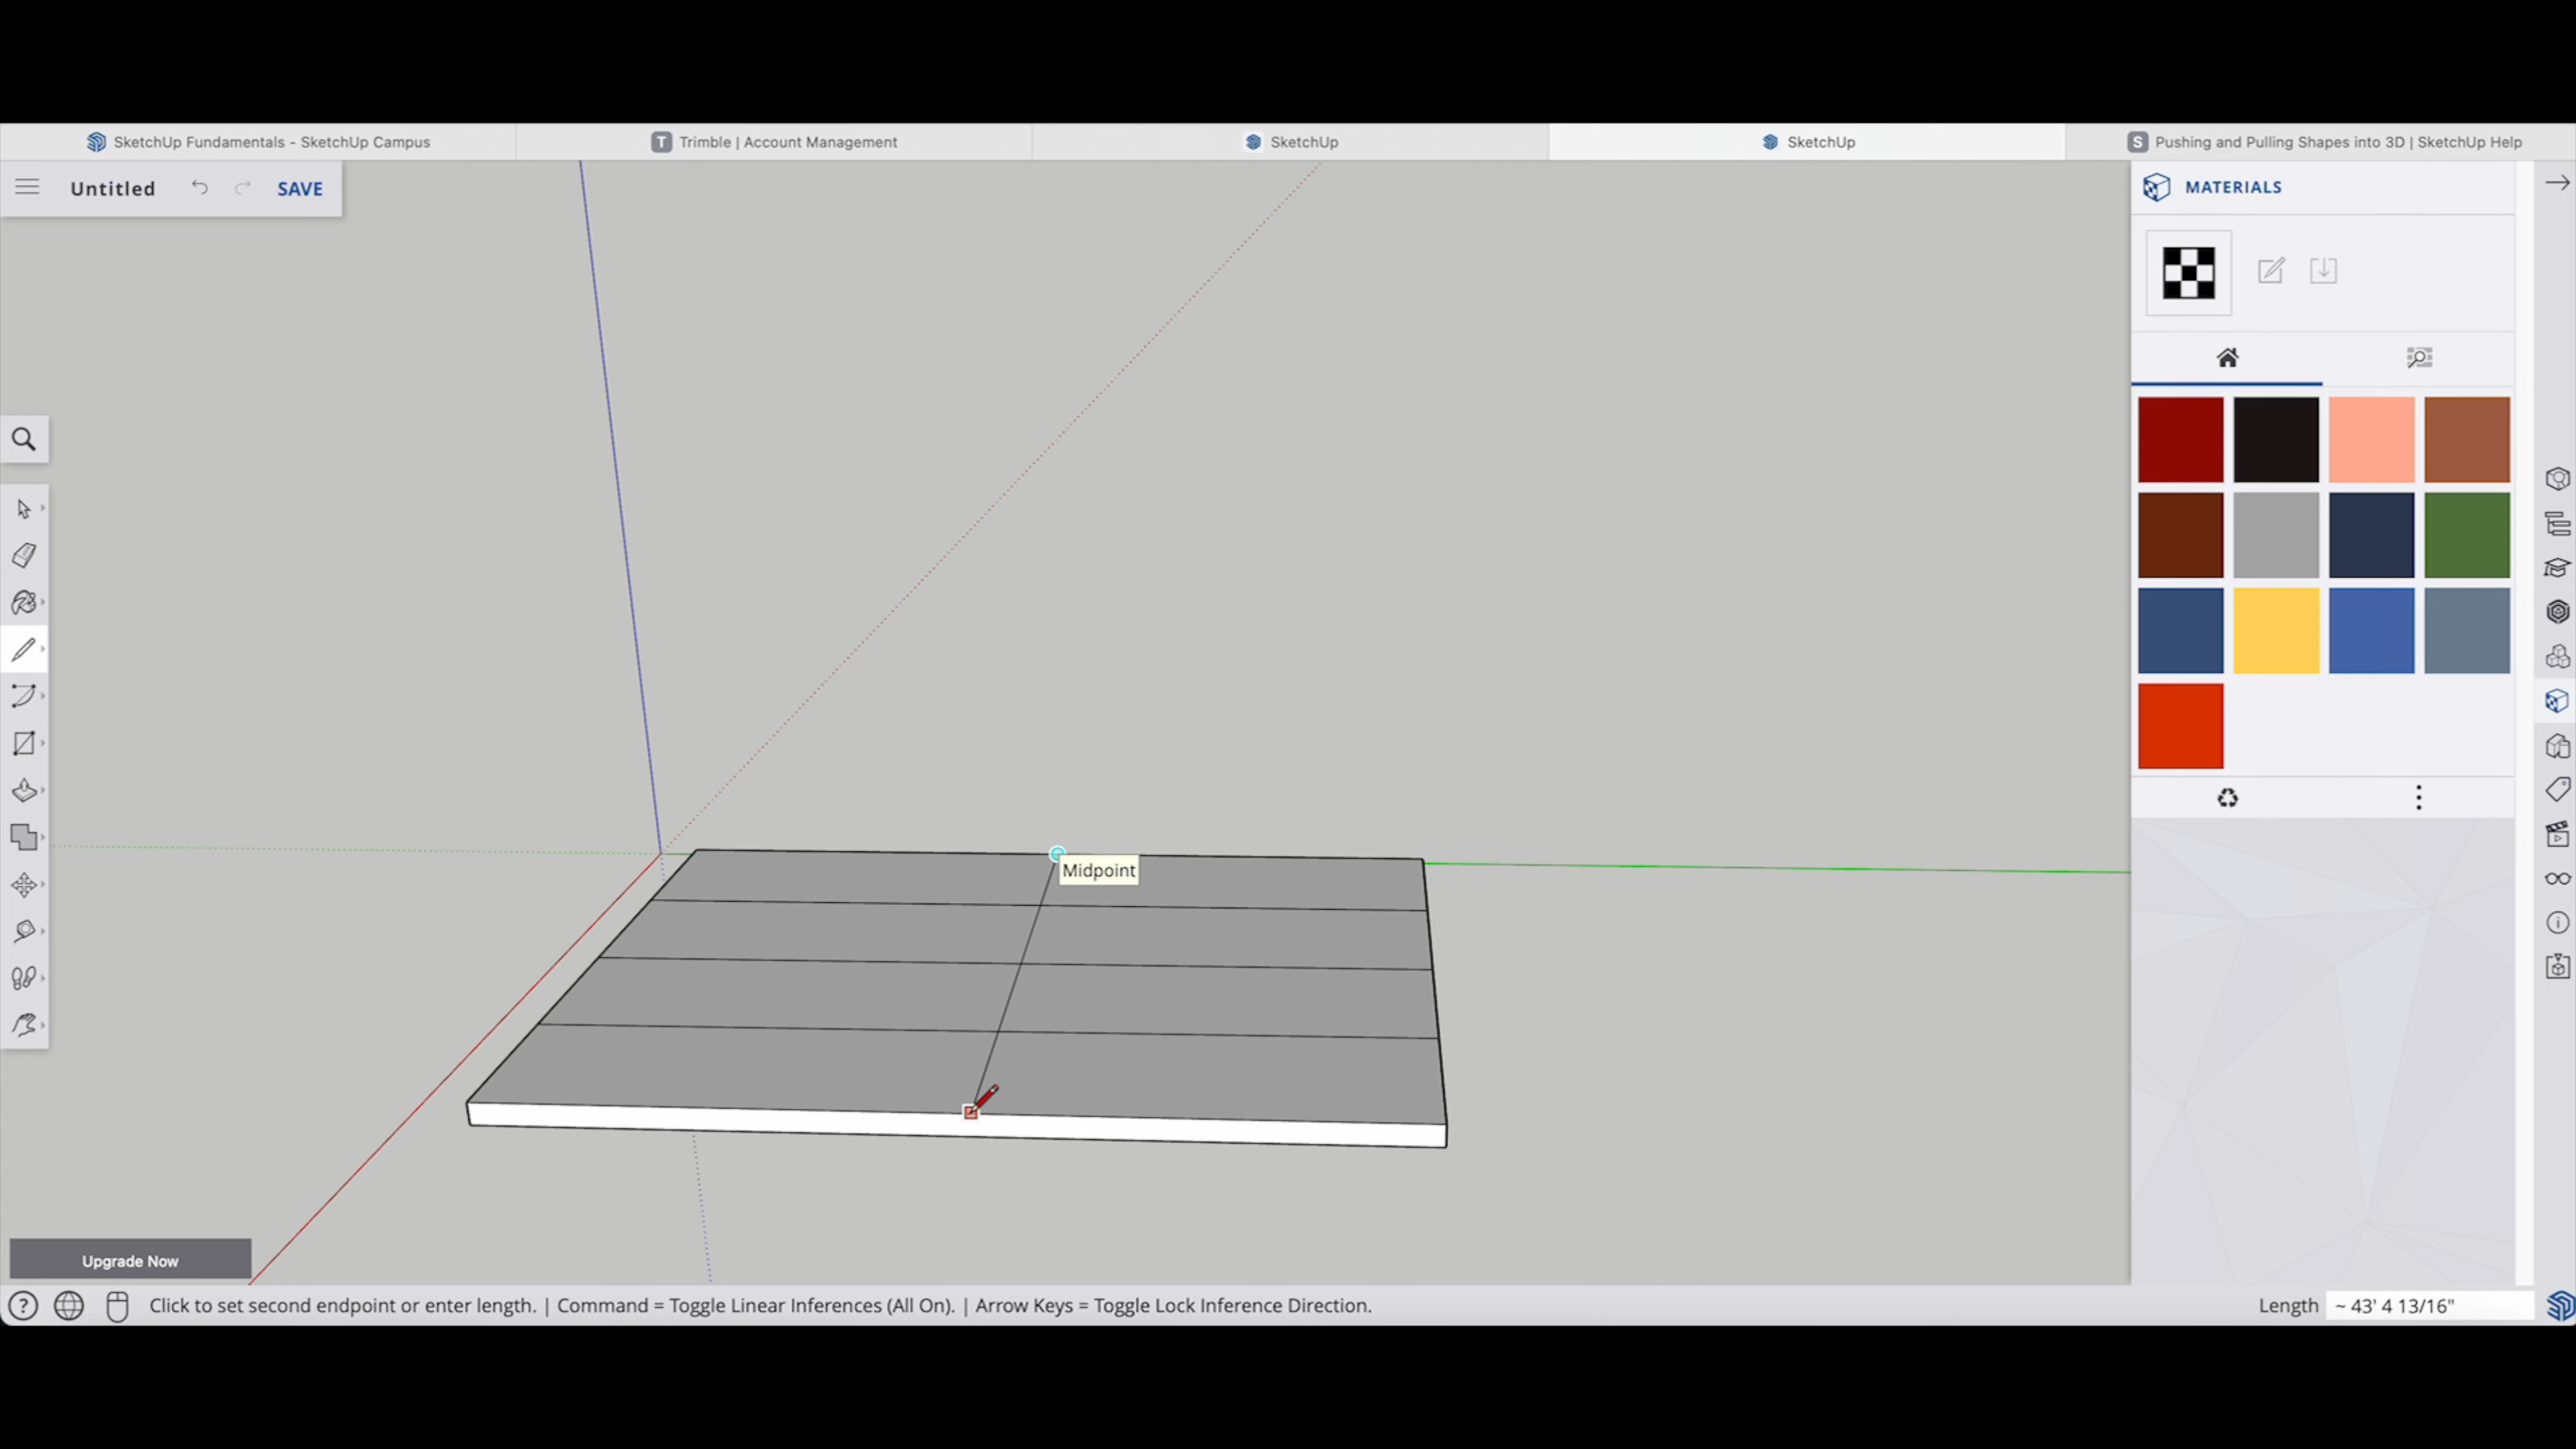 SketchUp Fundamentals - SketchUp Campus
T Trimble | Account Management
SketchUp
SketchUp
S Pushing and Pulling Shapes into 3D | SketchUp Help
Untitled SAVE
MATERIALS
Midpoint
Upgrade Now
? Click to set second endpoint or enter length. | Command = Toggle Linear Inferences (All On). | Arrow Keys = Toggle Lock Inference Direction.
Length ~ 43' 4 13/16"